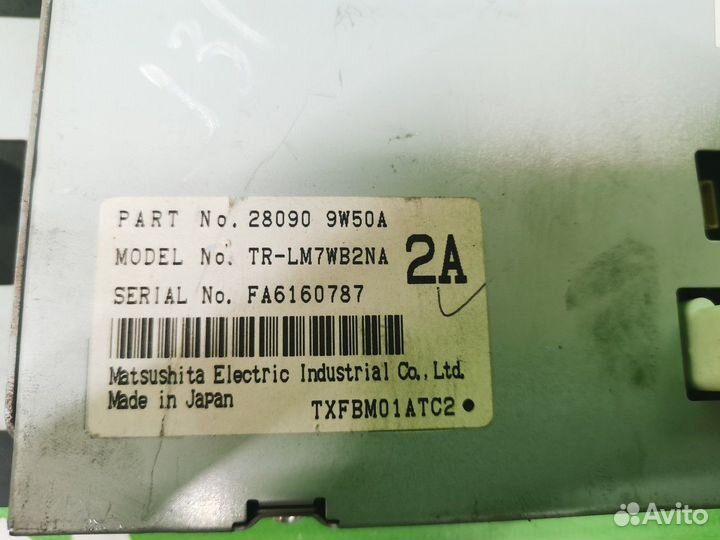 PART No. 28090 9W50A
MODEL No. TR-LM7WB2NA
2A
SERIAL No. FA6160787
Matsushita Electric Industrial Co., Ltd.
Made in Japan
TXFBM01ATC2
Avito